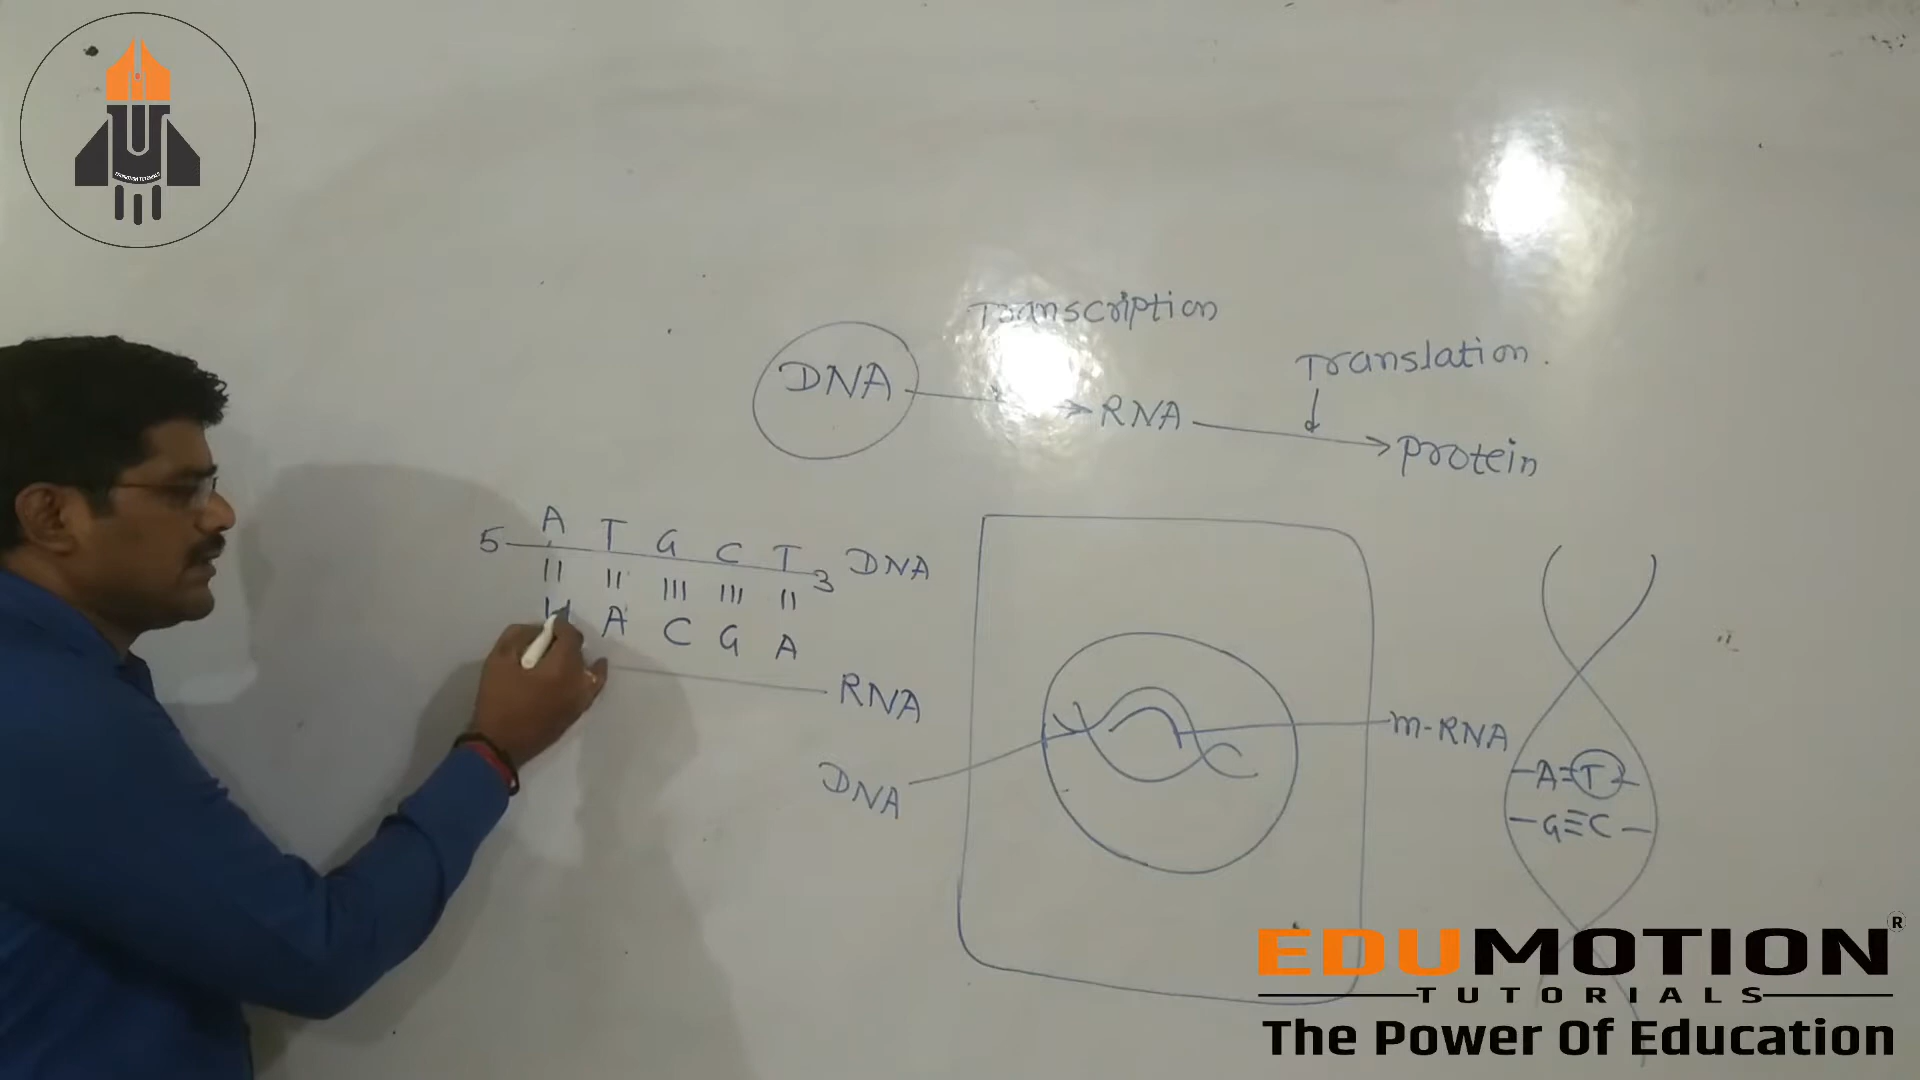 Transcription
DNA
RNA
Translation.
Protein
A T G C T
5 3 DNA
U A C G A
RNA
DNA
m-RNA
A=T
G≡C
EDUMOTION®
TUTORIALS
The Power Of Education